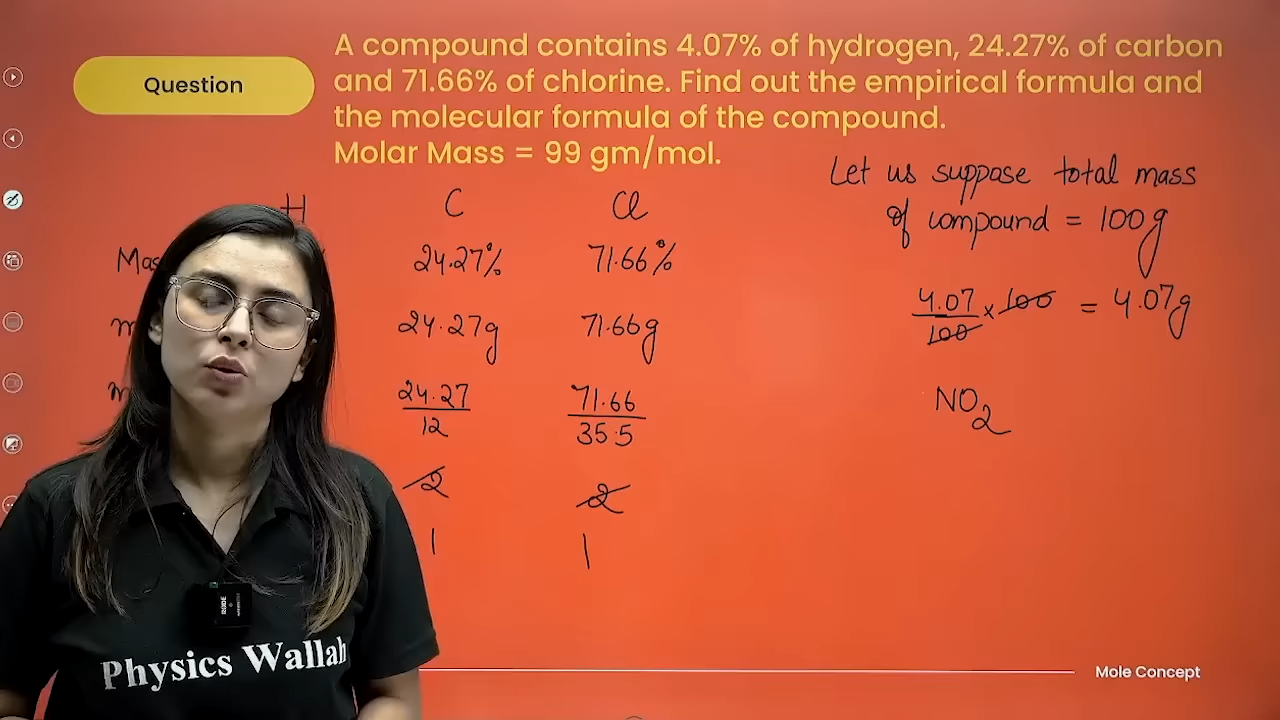 Question
A compound contains 4.07% of hydrogen, 24.27% of carbon
and 71.66% of chlorine. Find out the empirical formula and
the molecular formula of the compound.
Molar Mass = 99 gm/mol.
Let us suppose total mass
of compound = 100g
H C Cl
24.27% 71.66%
24.27g 71.66g
4.07/100 × 100 = 4.07g
24.27/12 71.66/35.5
NO₂
2 2
1 1
RØDE
Physics Wallah
Mole Concept